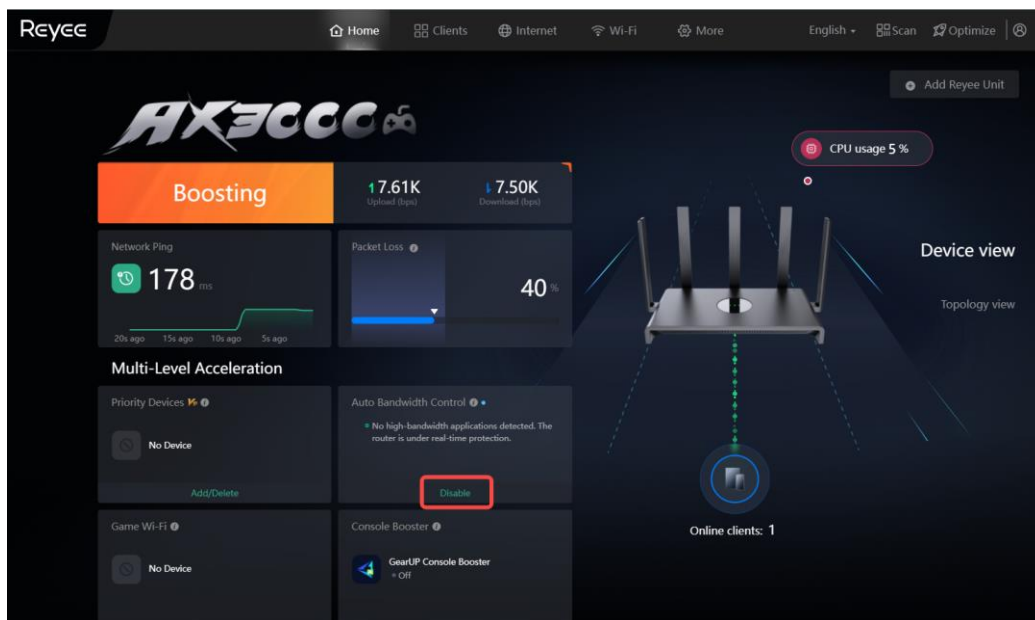 Reyee
Home
Clients
Internet
Wi-Fi
More
English
Scan
Optimize
Add Reyee Unit
AX3000
CPU usage 5 %
Boosting
7.61K
Upload (bps)
7.50K
Download (bps)
Network Ping
178 ms
20s ago 15s ago 10s ago 5s ago
Packet Loss
40 %
Device view
Topology view
Multi-Level Acceleration
Priority Devices
No Device
Add/Delete
Auto Bandwidth Control
No high-bandwidth applications detected. The
router is under real-time protection.
Disable
Game Wi-Fi
No Device
Console Booster
GearUP Console Booster
Off
Online clients: 1